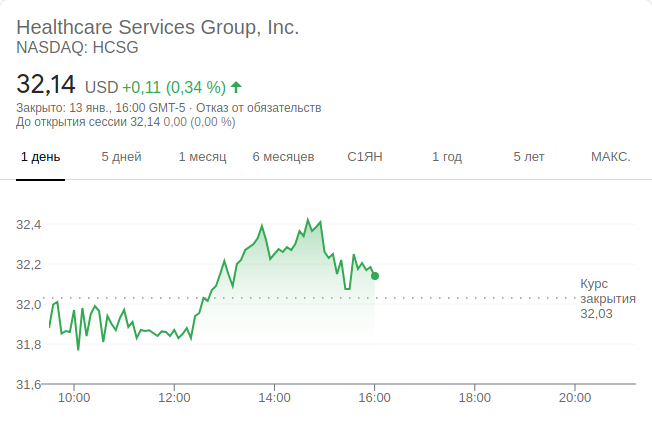 Healthcare Services Group, Inc.
NASDAQ: HCSG
32,14 USD +0,11 (0,34 %)
Закрыто: 13 янв., 16:00 GMT-5 · Отказ от обязательств
До открытия сессии 32,14 0,00 (0,00 %)
1 день 5 дней 1 месяц 6 месяцев С1ЯН 1 год 5 лет МАКС.
32,4
32,2
Курс
32,0 закрытия
32,03
31,8
31,6
10:00 12:00 14:00 16:00 18:00 20:00